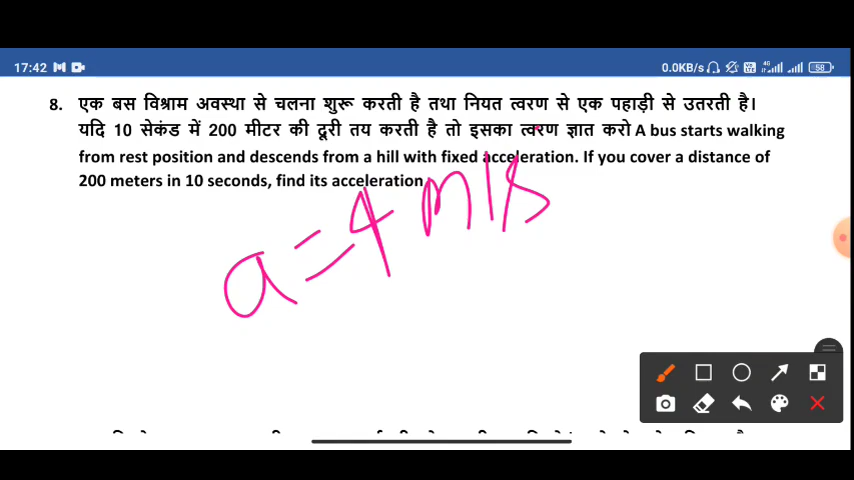 17:42 0.0KB/s 4G 58
8. एक बस विश्राम अवस्था से चलना शुरू करती है तथा नियत त्वरण से एक पहाड़ी से उतरती है।
यदि 10 सेकंड में 200 मीटर की दूरी तय करती है तो इसका त्वरण ज्ञात करो A bus starts walking
from rest position and descends from a hill with fixed acceleration. If you cover a distance of
200 meters in 10 seconds, find its acceleration
a = 4 m/s